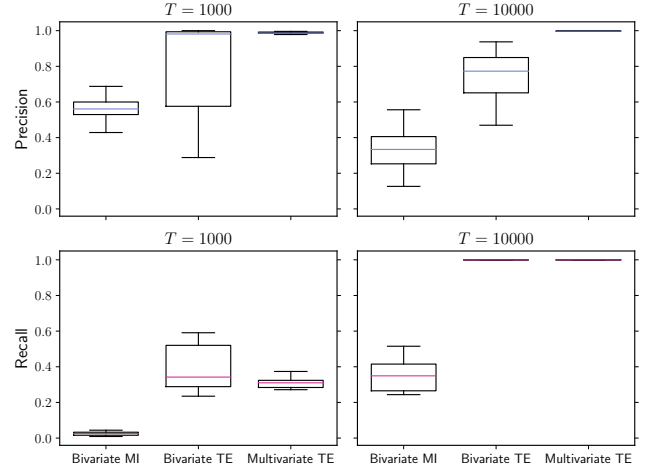 T = 1000
T = 10000
Precision
1.0
0.8
0.6
0.4
0.2
0.0
T = 1000
T = 10000
Recall
1.0
0.8
0.6
0.4
0.2
0.0
Bivariate MI Bivariate TE Multivariate TE
Bivariate MI Bivariate TE Multivariate TE